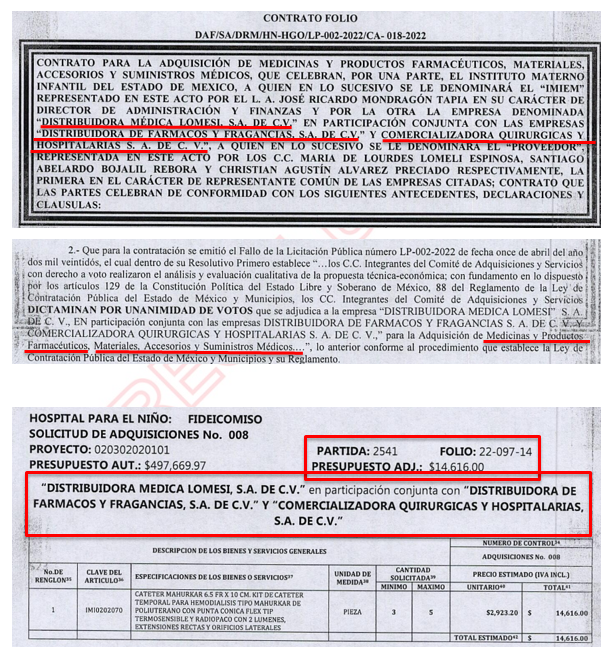 CONTRATO FOLIO
DAF/SA/DRM/HN-HGO/LP-002-2022/CA- 018-2022
CONTRATO PARA LA ADQUISICIÓN DE MEDICINAS Y PRODUCTOS FARMACÉUTICOS, MATERIALES,
ACCESORIOS Y SUMINISTROS MÉDICOS, QUE CELEBRAN, POR UNA PARTE, EL INSTITUTO MATERNO
INFANTIL DEL ESTADO DE MEXICO, A QUIEN EN LO SUCESIVO SE LE DENOMINARÁ EL "IMIEM"
REPRESENTADO EN ESTE ACTO POR EL L. A. JOSÉ RICARDO MONDRAGÓN TAPIA EN SU CARÁCTER DE
DIRECTOR DE ADMINISTRACIÓN Y FINANZAS Y POR LA OTRA LA EMPRESA DENOMINADA
"DISTRIBUIDORA MÉDICA LOMESI, S.A. DE C.V." EN PARTICIPACIÓN CONJUNTA CON LAS EMPRESAS
"DISTRIBUIDORA DE FARMACOS Y FRAGANCIAS, S.A. DE C.V." Y COMERCIALIZADORA QUIRURGICAS Y
HOSPITALARIAS S. A. DE C. V.", A QUIEN EN LO SUCESIVO SE LE DENOMINARÁ EL "PROVEEDOR",
REPRESENTADA EN ESTE ACTO POR LOS C.C. MARIA DE LOURDES LOMELI ESPINOSA, SANTIAGO
ABELARDO BOJALIL REBORA Y CHRISTIAN AGUSTÍN ALVAREZ PRECIADO RESPECTIVAMENTE, LA
PRIMERA EN EL CARÁCTER DE REPRESENTANTE COMÚN DE LAS EMPRESAS CITADAS; CONTRATO QUE
LAS PARTES CELEBRAN DE CONFORMIDAD CON LOS SIGUIENTES ANTECEDENTES, DECLARACIONES Y
CLAUSULAS:
2.- Que para la contratación se emitió el Fallo de la Licitación Pública número LP-002-2022 de fecha once de abril del año
dos mil veintidós, el cual dentro de su Resolutivo Primero establece "…los C.C. Integrantes del Comité de Adquisiciones y Servicios
con derecho a voto realizaron el análisis y evaluación cualitativa de la propuesta técnica-económica; con fundamento en lo dispuesto
por los artículos 129 de la Constitución Política del Estado Libre y Soberano de México, 88 del Reglamento de la Ley de
Contratación Pública del Estado de México y Municipios, los CC. Integrantes del Comité de Adquisiciones y Servicios
DICTAMINAN POR UNANIMIDAD DE VOTOS que se adjudica a la empresa "DISTRIBUIDORA MEDICA LOMESI" S. A.
DE C. V., EN participación conjunta con las empresas DISTRIBUIDORA DE FARMACOS Y FRAGANCIAS S. A. DE C. V. Y
COMERCIALIZADORA QUIRURGICAS Y HOSPITALARIAS S. A. DE C.V.," para la Adquisición de Medicinas y Productos
Farmacéuticos, Materiales, Accesorios y Suministros Médicos…", lo anterior conforme al procedimiento que establece la Ley de
Contratación Pública del Estado de México y Municipios y su Reglamento.
HOSPITAL PARA EL NIÑO: FIDEICOMISO
SOLICITUD DE ADQUISICIONES No. 008
PROYECTO: 020302020101
PRESUPUESTO AUT.: $497,669.97
PARTIDA: 2541 FOLIO: 22-097-14
PRESUPUESTO ADJ.: $14,616.00
"DISTRIBUIDORA MEDICA LOMESI, S.A. DE C.V." en participación conjunta con "DISTRIBUIDORA DE
FARMACOS Y FRAGANCIAS, S.A. DE C.V." Y "COMERCIALIZADORA QUIRURGICAS Y HOSPITALARIAS,
S.A. DE C.V."
DESCRIPCION DE LOS BIENES Y SERVICIOS GENERALES
NUMERO DE CONTROL³⁴
ADQUISICIONES No. 008
No.DE RENGLON³⁵ CLAVE DEL ARTICULO³⁶ ESPECIFICACIONES DE LOS BIENES O SERVICIOS³⁷ UNIDAD DE MEDIDA³⁸ CANTIDAD SOLICITADA³⁹ PRECIO ESTIMADO (IVA INCL.)
MINIMO MAXIMO UNITARIO⁴⁰ TOTAL⁴¹
1 IMI0202070 CATETER MAHURKAR 6.5 FR X 10 CM. KIT DE CATETER
TEMPORAL PARA HEMODIALISIS TIPO MAHURKAR DE
POLIURETANO CON PUNTA CONICA FLEX TIP
TERMOSENSIBLE Y RADIOPACO CON 2 LUMENES,
EXTENSIONES RECTAS Y ORIFICIOS LATERALES
PIEZA 3 5 $2,923.20 $ 14,616.00
TOTAL ESTIMADO⁴² $ 14,616.00